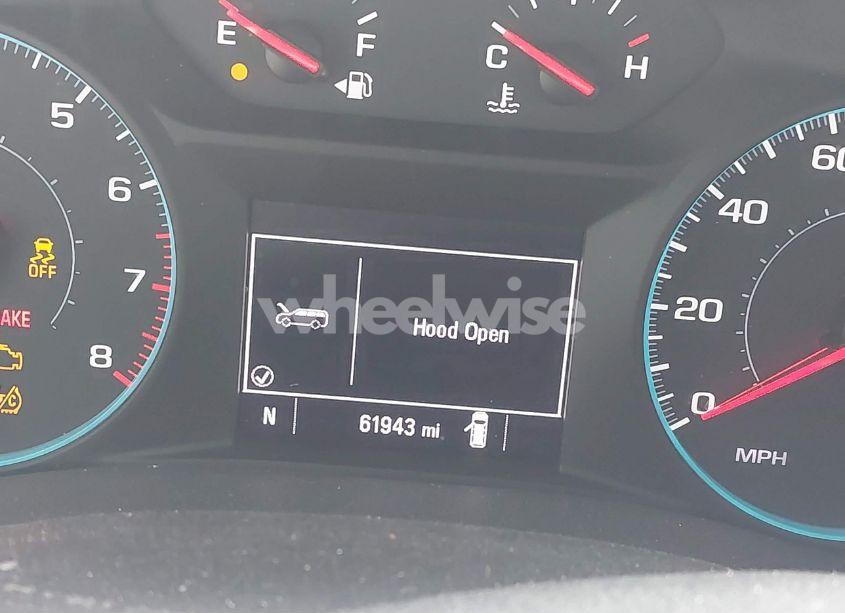 E
F
C
H
5
6
7
8
OFF
AKE
60
40
20
0
MPH
wheelwise
Hood Open
N
61943 mi